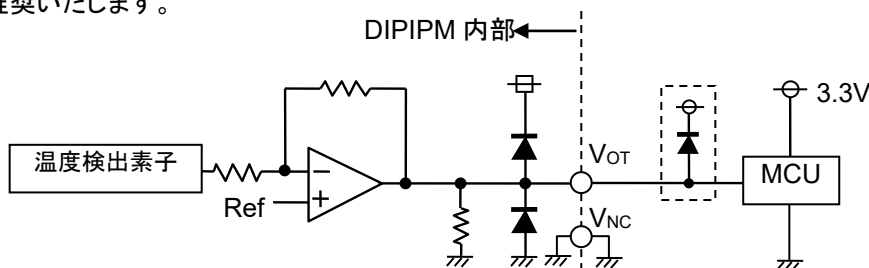 推奨いたします。
DIPIPM 内部
3.3V
温度検出素子
VOT
MCU
Ref
VNC